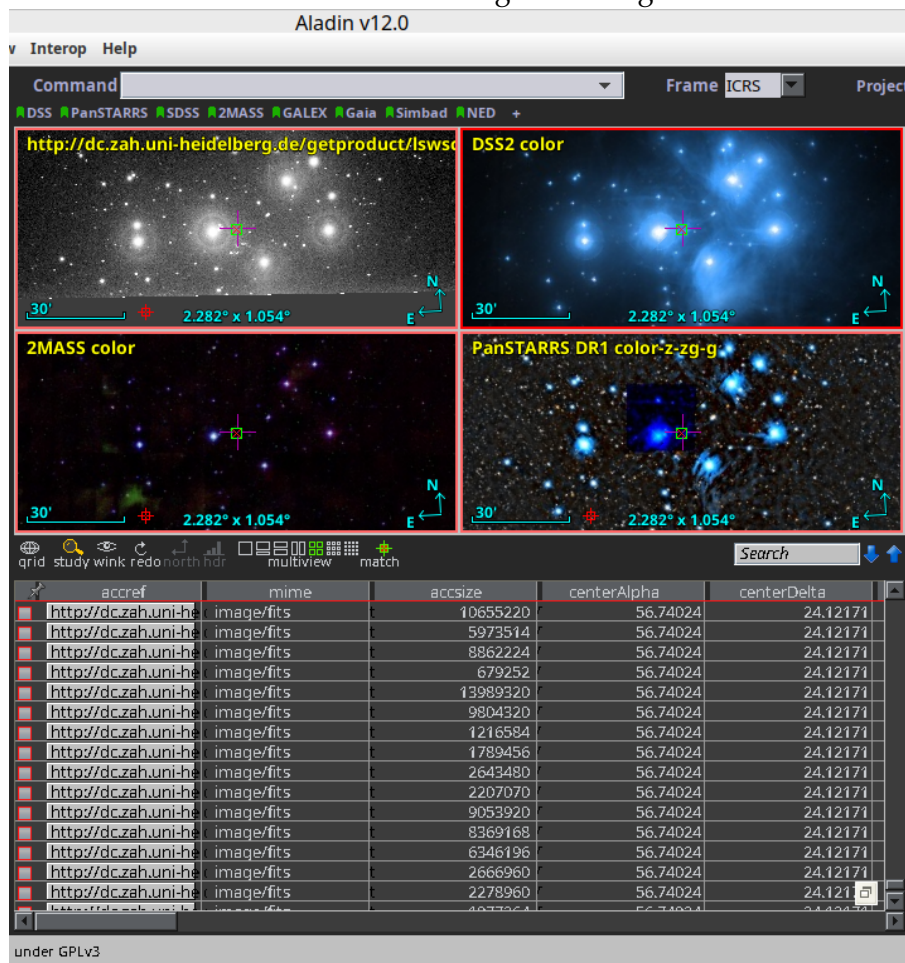 Aladin v12.0
Interop Help
Command
Frame ICRS
Project
DSS PanSTARRS SDSS 2MASS GALEX Gaia Simbad NED +
http://dc.zah.uni-heidelberg.de/getproduct/lswsc
DSS2 color
N
30'
2.282° x 1.054°
E
N
30'
2.282° x 1.054°
E
2MASS color
PanSTARRS DR1 color-z-zg-g
N
30'
2.282° x 1.054°
E
N
30'
2.282° x 1.054°
E
grid study wink redo north hdr multiview match
Search
accref mime accsize centerAlpha centerDelta
http://dc.zah.uni-he image/fits t 10655220 56.74024 24.12171
http://dc.zah.uni-he image/fits t 5973514 56.74024 24.12171
http://dc.zah.uni-he image/fits t 8862224 56.74024 24.12171
http://dc.zah.uni-he image/fits t 679252 56.74024 24.12171
http://dc.zah.uni-he image/fits t 13989320 56.74024 24.12171
http://dc.zah.uni-he image/fits t 9804320 56.74024 24.12171
http://dc.zah.uni-he image/fits t 1216584 56.74024 24.12171
http://dc.zah.uni-he image/fits t 1789456 56.74024 24.12171
http://dc.zah.uni-he image/fits t 2643480 56.74024 24.12171
http://dc.zah.uni-he image/fits t 2207070 56.74024 24.12171
http://dc.zah.uni-he image/fits t 9053920 56.74024 24.12171
http://dc.zah.uni-he image/fits t 8369168 56.74024 24.12171
http://dc.zah.uni-he image/fits t 6346196 56.74024 24.12171
http://dc.zah.uni-he image/fits t 2666960 56.74024 24.12171
http://dc.zah.uni-he image/fits t 2278960 56.74024 24.121
under GPLv3